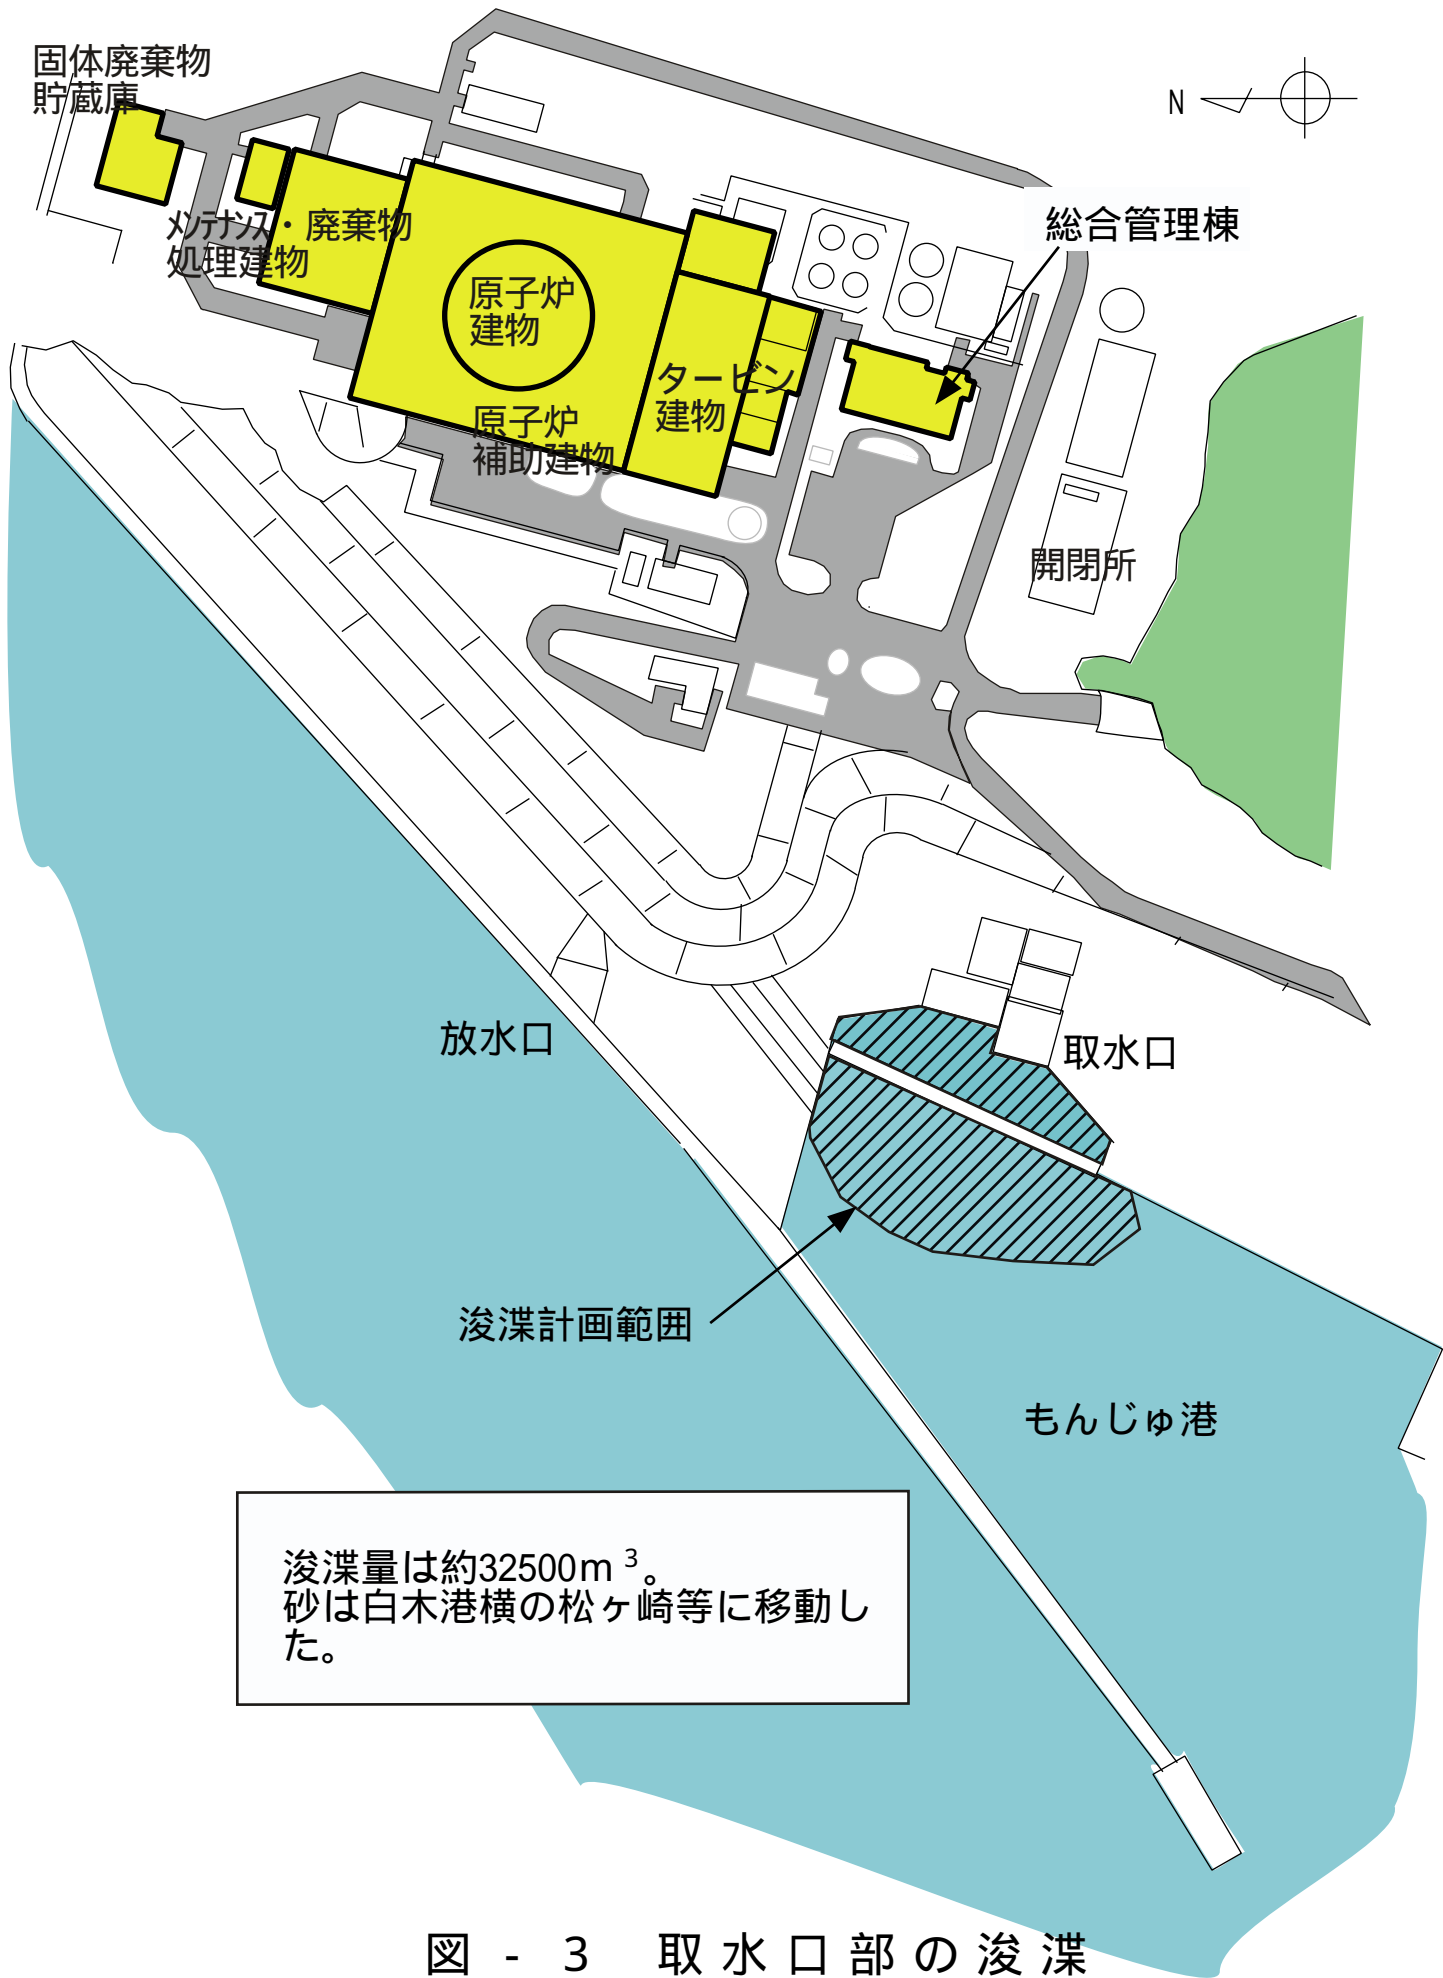 固体廃棄物
貯蔵庫
N
総合管理棟
ﾒﾝﾃﾅﾝｽ・廃棄物
処理建物
原子炉
建物
タービン
建物
原子炉
補助建物
開閉所
放水口
取水口
浚渫計画範囲
もんじゅ港
浚渫量は約32500m³。
砂は白木港横の松ヶ崎等に移動し
た。
図-3 取水口部の浚渫